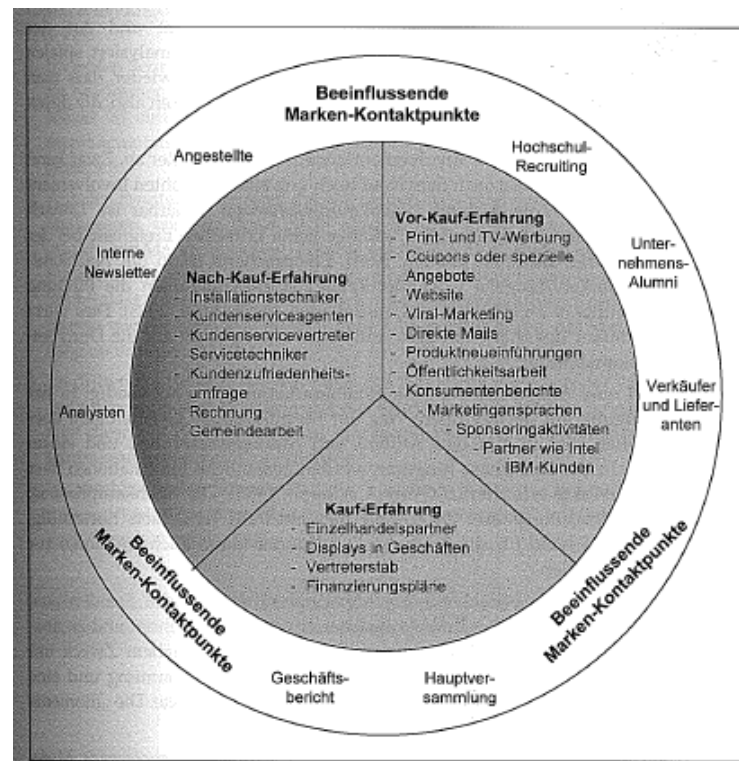 Beeinflussende
Marken-Kontaktpunkte
Angestellte
Hochschul-
Recruiting
Interne
Newsletter
Unter-
nehmens-
Alumni
Analysten
Verkäufer
und Liefer-
anten
Vor-Kauf-Erfahrung
- Print- und TV-Werbung
- Coupons oder spezielle
Angebote
- Website
- Viral-Marketing
- Direkte Mails
- Produktneueinführungen
- Öffentlichkeitsarbeit
- Konsumentenberichte
- Marketingansprachen
- Sponsoringaktivitäten
- Partner wie Intel
- IBM-Kunden
Nach-Kauf-Erfahrung
- Installationstechniker
- Kundenserviceagenten
- Kundenservicevertreter
- Servicetechniker
- Kundenzufriedenheits-
umfrage
- Rechnung
- Gemeindearbeit
Kauf-Erfahrung
- Einzelhandelspartner
- Displays in Geschäften
- Vertreterstab
- Finanzierungspläne
Beeinflussende
Marken-Kontaktpunkte
Beeinflussende
Marken-Kontaktpunkte
Geschäfts-
bericht
Hauptver-
sammlung